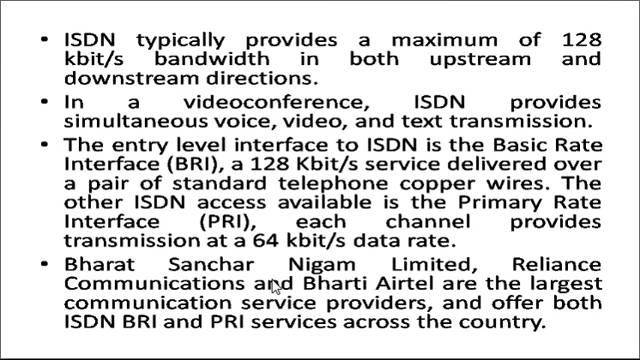 • ISDN typically provides a maximum of 128
kbit/s bandwidth in both upstream and
downstream directions.
• In a videoconference, ISDN provides
simultaneous voice, video, and text transmission.
• The entry level interface to ISDN is the Basic Rate
Interface (BRI), a 128 Kbit/s service delivered over
a pair of standard telephone copper wires. The
other ISDN access available is the Primary Rate
Interface (PRI), each channel provides
transmission at a 64 kbit/s data rate.
• Bharat Sanchar Nigam Limited, Reliance
Communications and Bharti Airtel are the largest
communication service providers, and offer both
ISDN BRI and PRI services across the country.